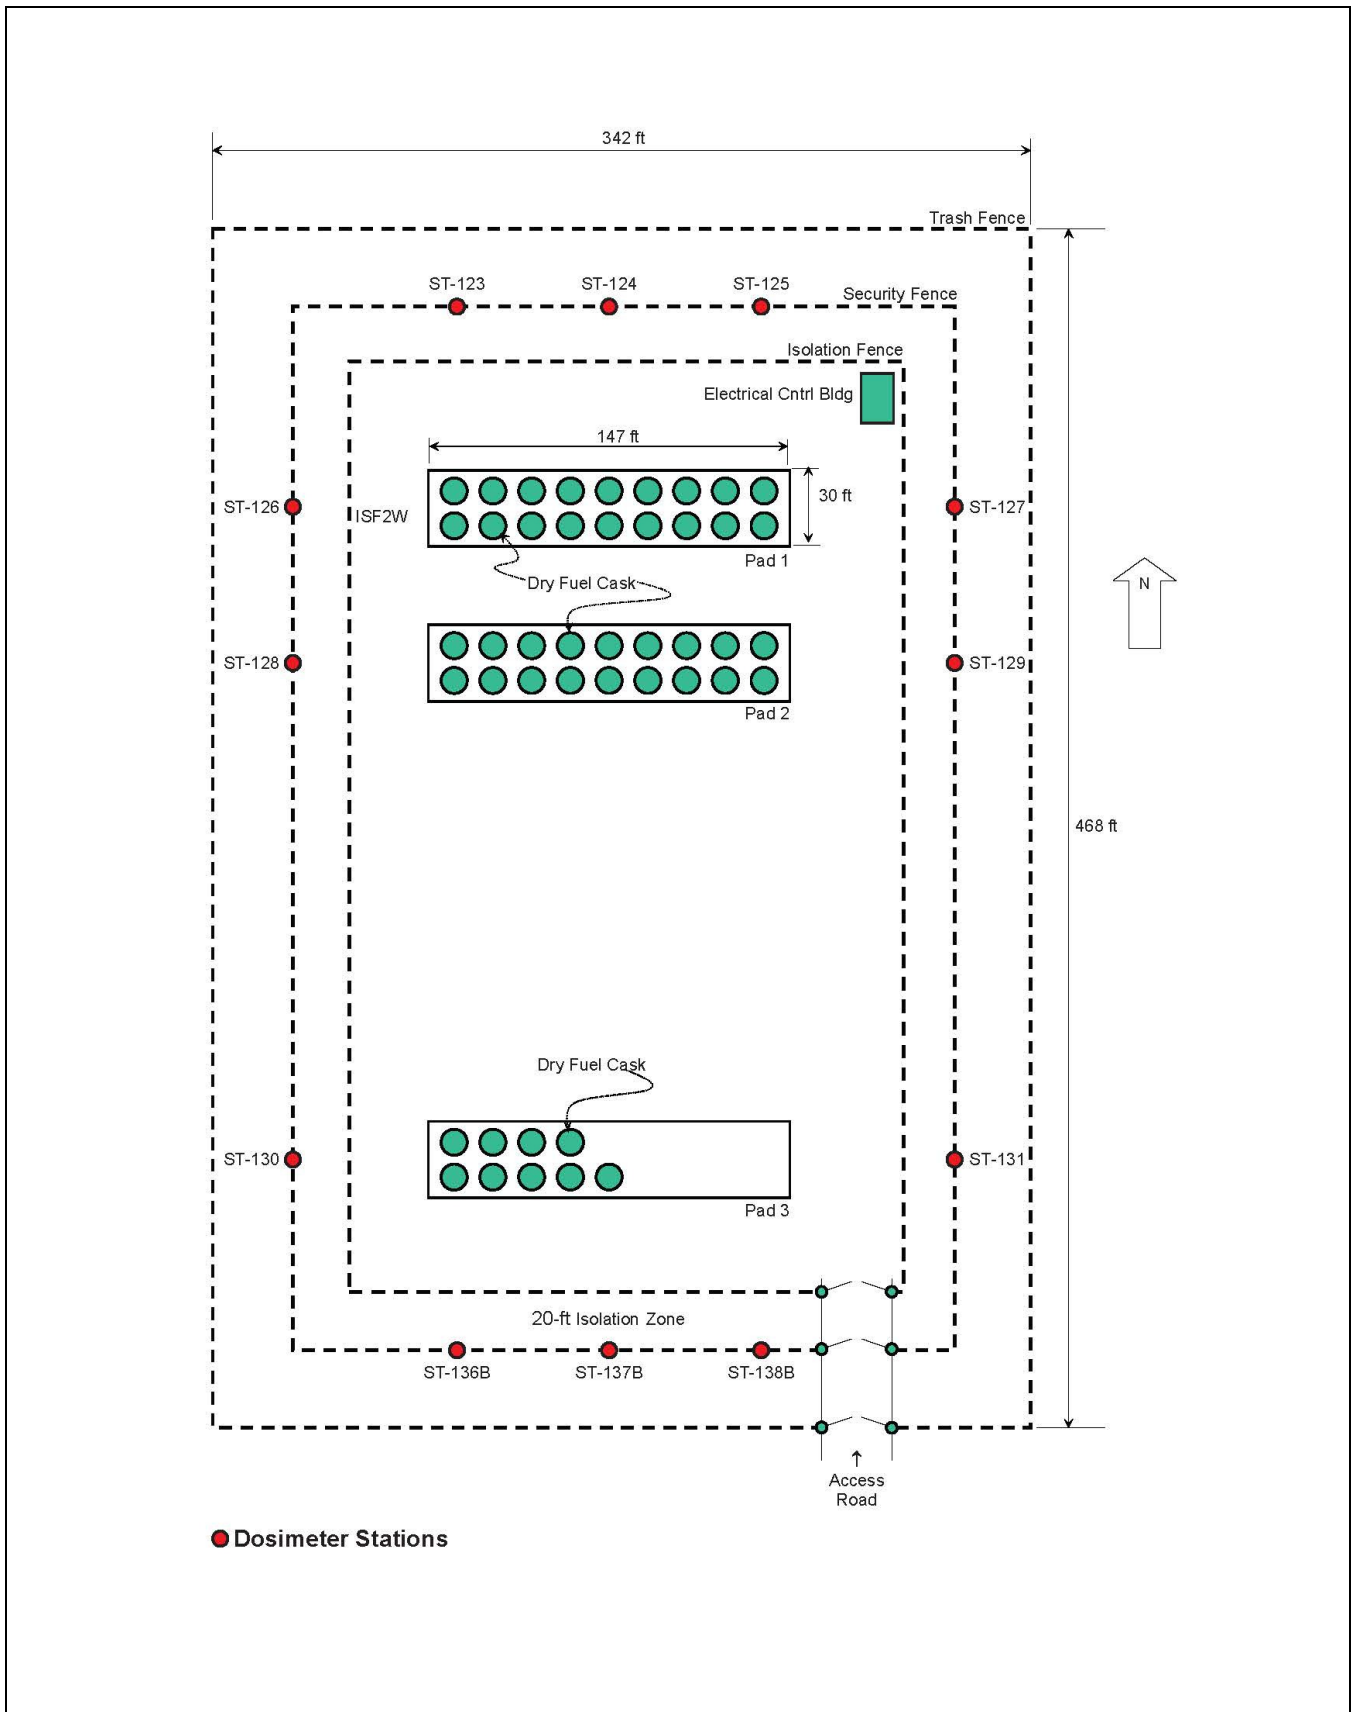 342 ft
Trash Fence
ST-123
ST-124
ST-125
Security Fence
Isolation Fence
Electrical Cntrl Bldg
147 ft
30 ft
ST-126
ISF2W
ST-127
Pad 1
Dry Fuel Cask
N
ST-128
ST-129
Pad 2
468 ft
Dry Fuel Cask
ST-130
ST-131
Pad 3
20-ft Isolation Zone
ST-136B
ST-137B
ST-138B
Access
Road
Dosimeter Stations